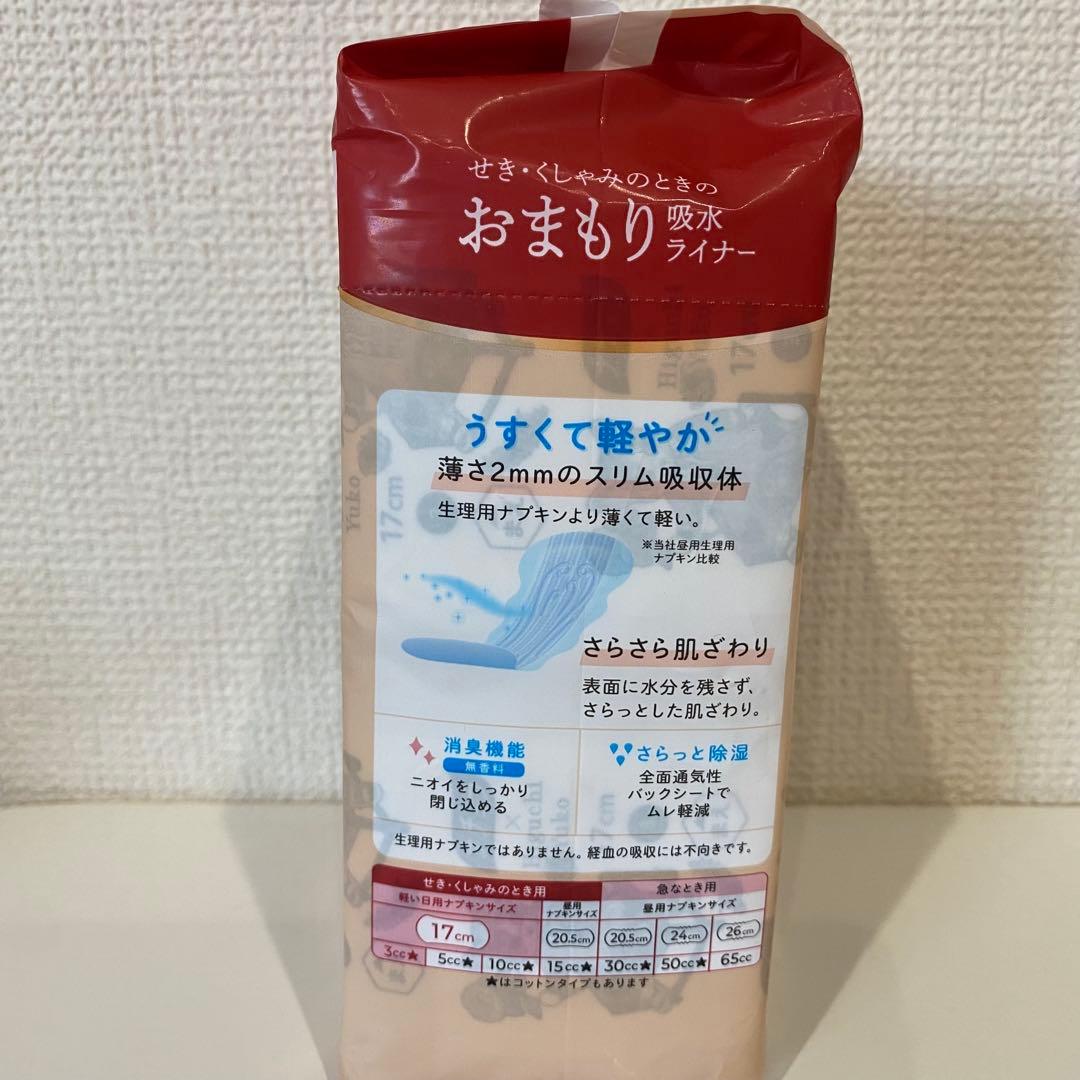 せき・くしゃみのときの
おまもり 吸水
ライナー
うすくて軽やか
薄さ2mmのスリム吸収体
生理用ナプキンより薄くて軽い。
※当社昼用生理用
ナプキン比較
さらさら肌ざわり
表面に水分を残さず、
さらっとした肌ざわり。
消臭機能
無香料
ニオイをしっかり
閉じ込める
さらっと除湿
全面通気性
バックシートで
ムレ軽減
生理用ナプキンではありません。経血の吸収には不向きです。
せき・くしゃみのとき用 急なとき用
軽い日用ナプキンサイズ 昼用
ナプキンサイズ 昼用ナプキンサイズ
17cm 20.5cm 20.5cm 24cm 26cm
3cc★ 5cc★ 10cc★ 15cc★ 30cc★ 50cc★ 65cc
★はコットンタイプもあります
Yuko
17cm